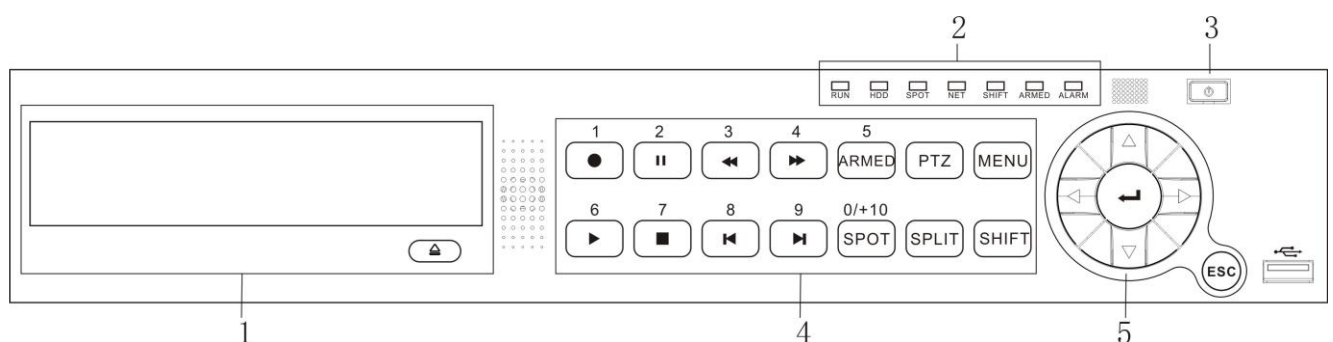 2 3
RUN HDD SPOT NET SHIFT ARMED ALARM
1 2 3 4 5
ARMED PTZ MENU
6 7 8 9 0/+10
SPOT SPLIT SHIFT
ESC
1 4 5